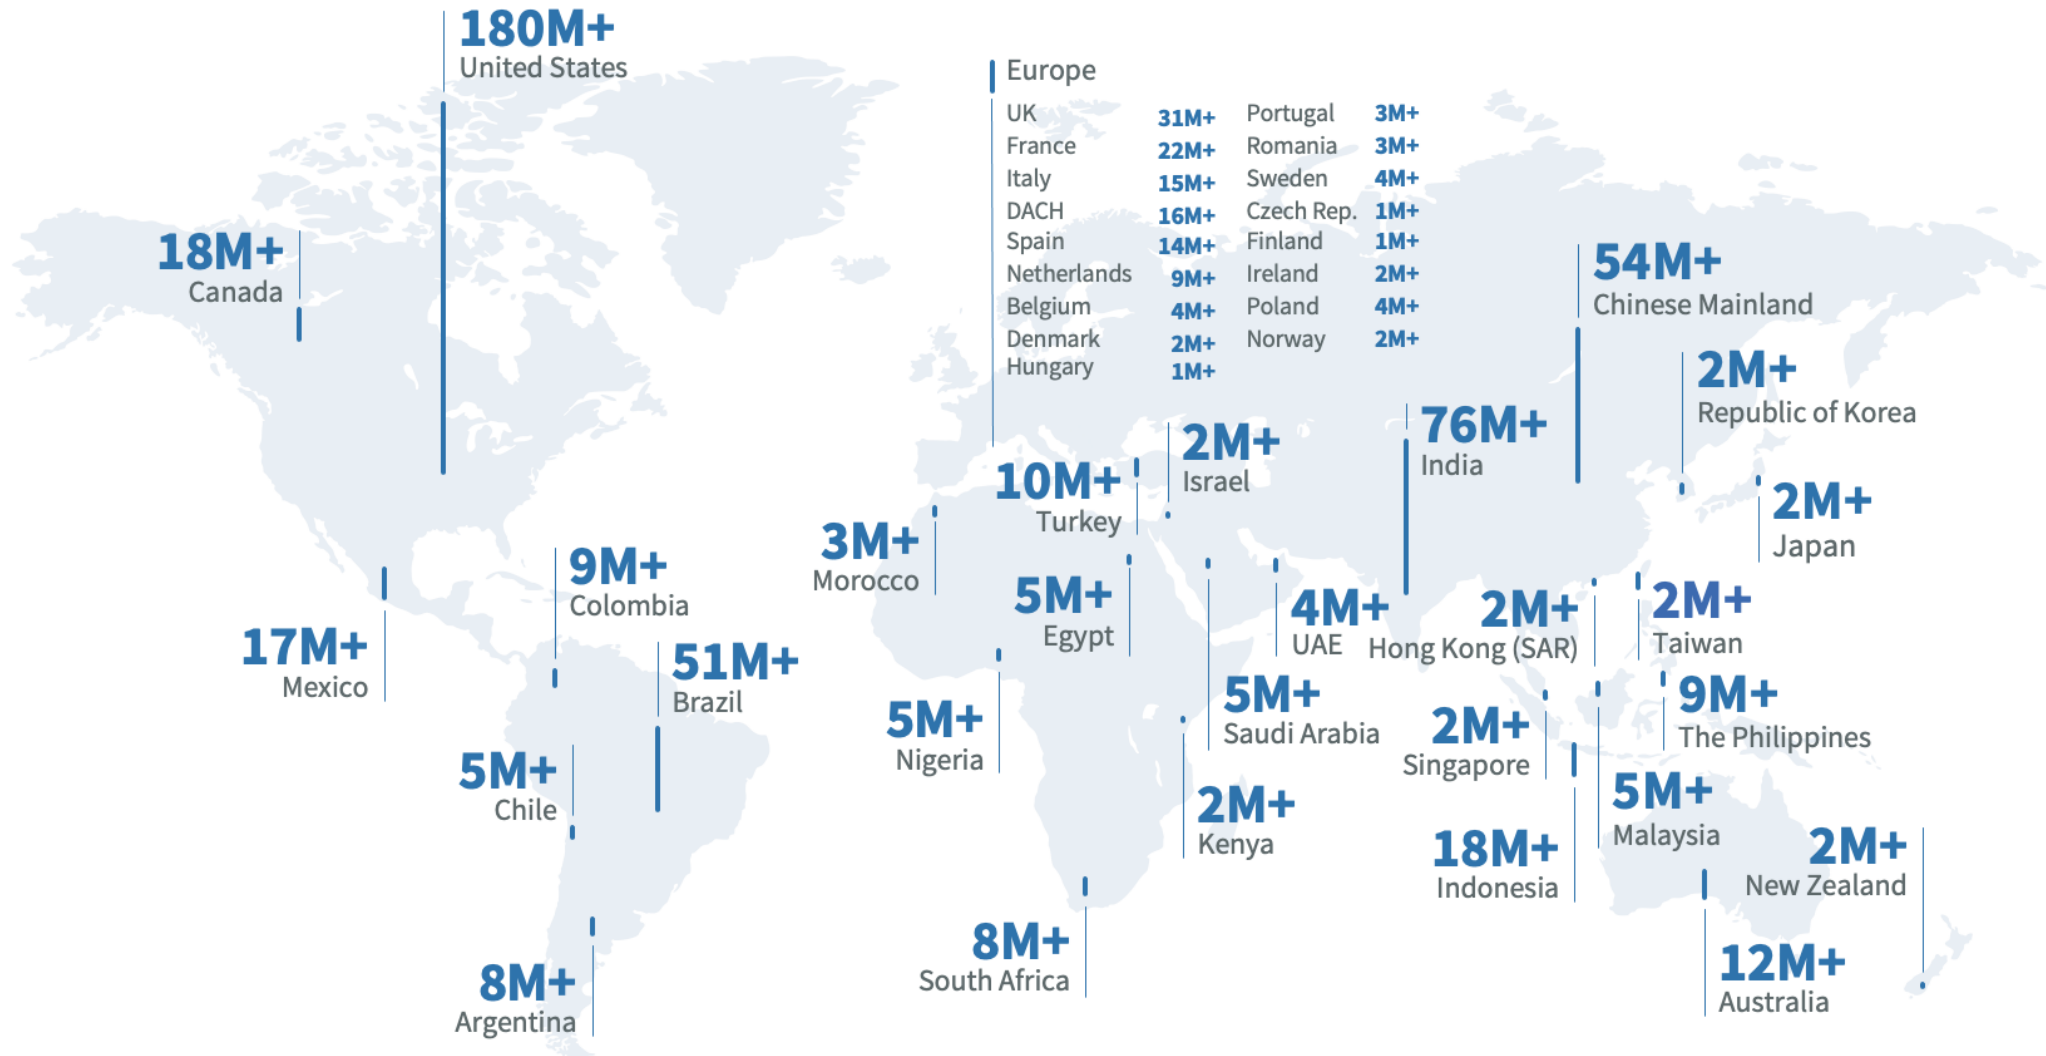 180M+
United States
18M+
Canada
17M+
Mexico
9M+
Colombia
51M+
Brazil
5M+
Chile
8M+
Argentina
Europe
UK 31M+ Portugal 3M+
France 22M+ Romania 3M+
Italy 15M+ Sweden 4M+
DACH 16M+ Czech Rep. 1M+
Spain 14M+ Finland 1M+
Netherlands 9M+ Ireland 2M+
Belgium 4M+ Poland 4M+
Denmark 2M+ Norway 2M+
Hungary 1M+
2M+
Israel
10M+
Turkey
3M+
Morocco
5M+
Egypt
4M+
UAE
5M+
Nigeria
5M+
Saudi Arabia
2M+
Kenya
8M+
South Africa
54M+
Chinese Mainland
2M+
Republic of Korea
76M+
India
2M+
Japan
2M+
Hong Kong (SAR)
2M+
Taiwan
9M+
The Philippines
2M+
Singapore
5M+
Malaysia
18M+
Indonesia
2M+
New Zealand
12M+
Australia